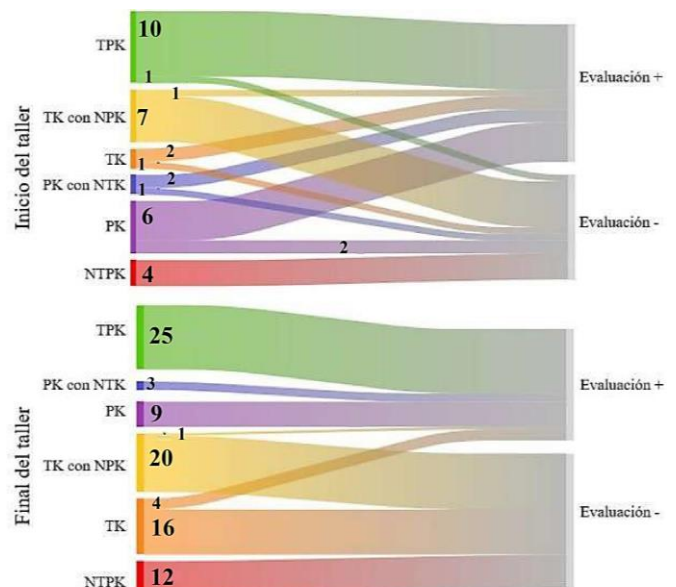 Inicio del taller
TPK
10
1
TK con NPK
1
7
TK
2
1
PK con NTK
2
1
PK
6
2
NTPK
4
Evaluación +
Evaluación -
Final del taller
TPK
25
PK con NTK
3
PK
9
1
TK con NPK
20
4
TK
16
NTPK
12
Evaluación +
Evaluación -